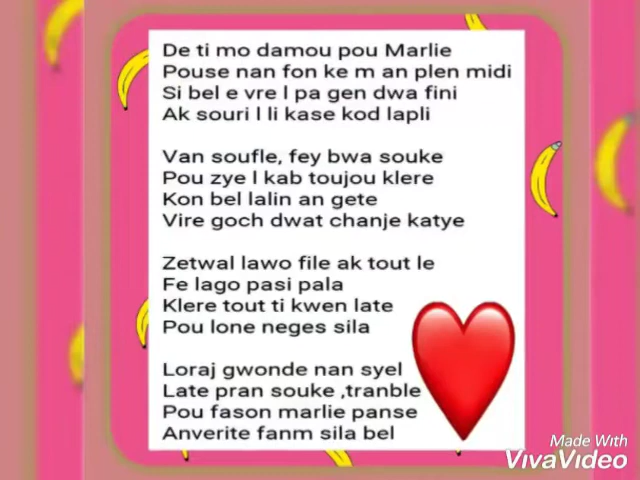 De ti mo damou pou Marlie
Pouse nan fon ke m an plen midi
Si bel e vre l pa gen dwa fini
Ak souri l li kase kod lapli
Van soufle, fey bwa souke
Pou zye l kab toujou klere
Kon bel lalin an gete
Vire goch dwat chanje katye
Zetwal lawo file ak tout le
Fe lago pasi pala
Klere tout ti kwen late
Pou lone neges sila
Loraj gwonde nan syel
Late pran souke ,tranble
Pou fason marlie panse
Anverite fanm sila bel
Made With
VivaVideo